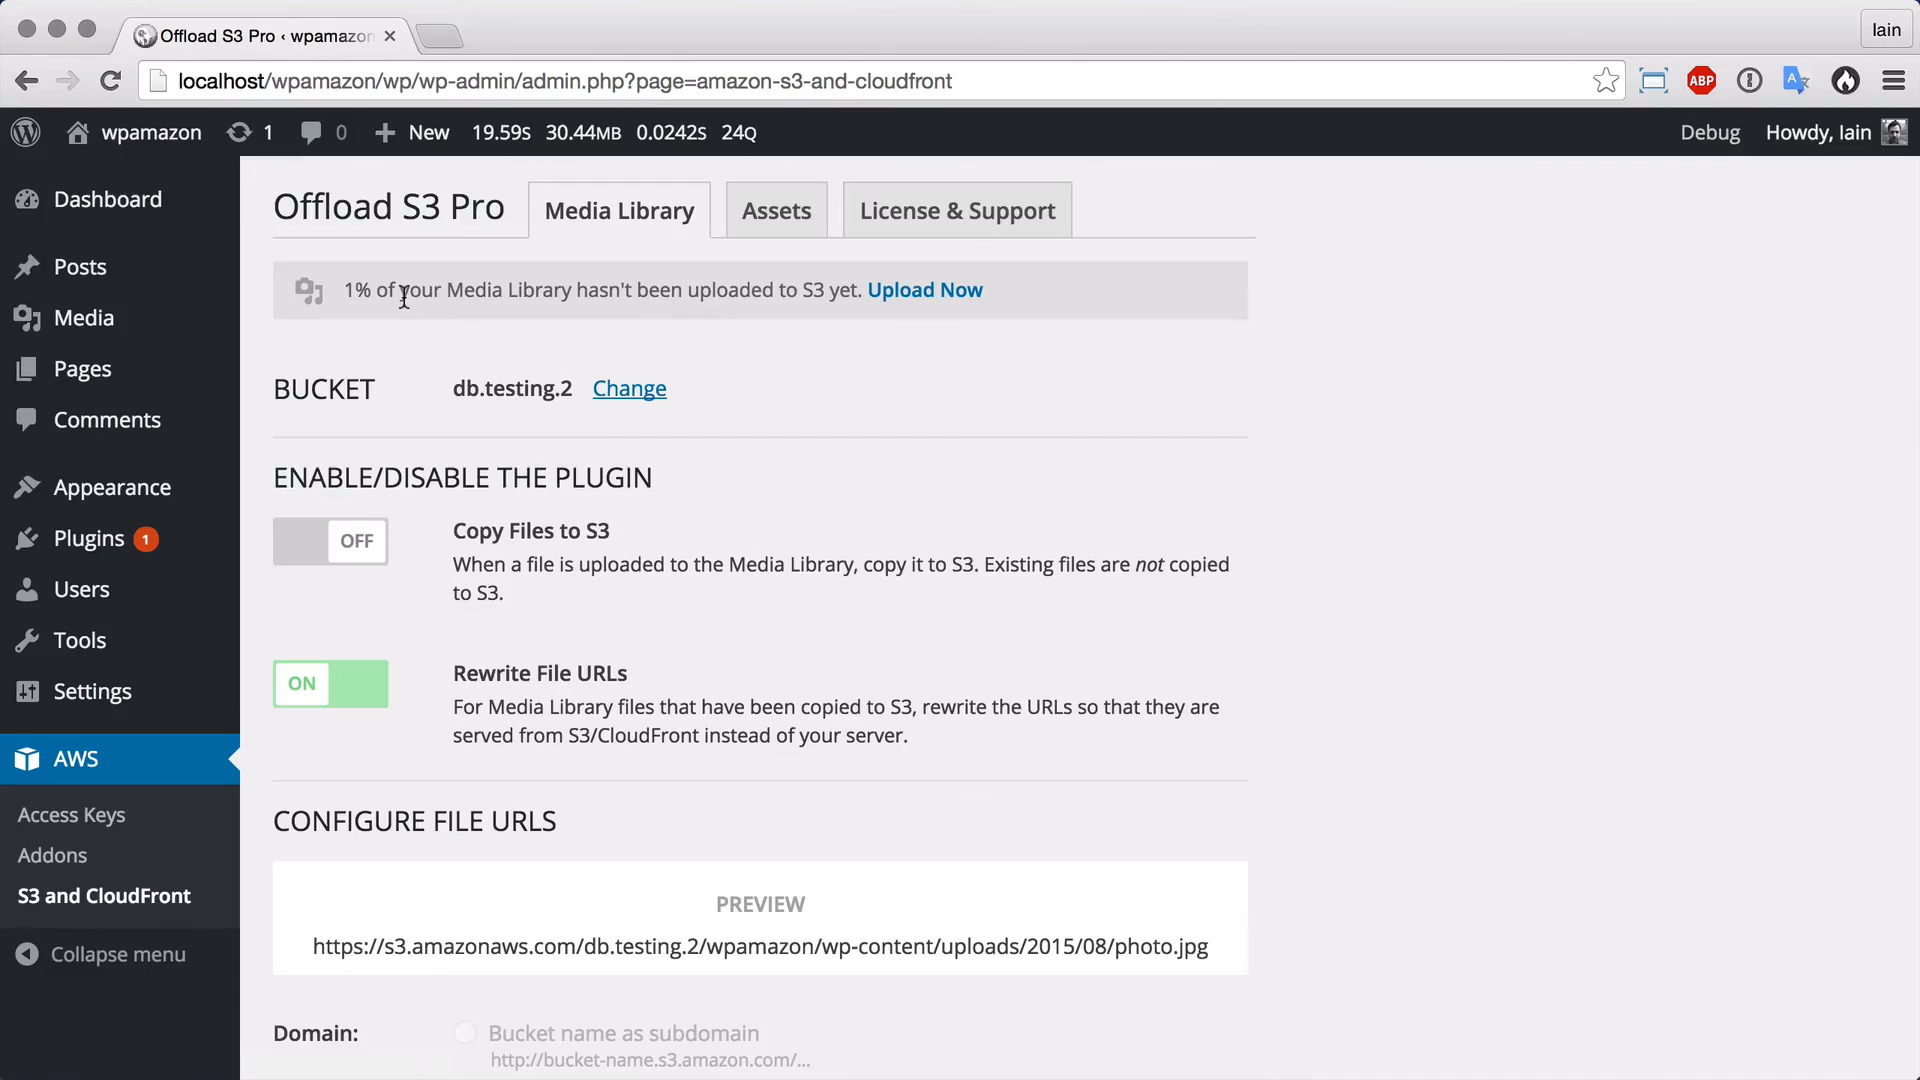 Offload S3 Pro ‹ wpamazon
Iain
localhost/wpamazon/wp/wp-admin/admin.php?page=amazon-s3-and-cloudfront
ABP
wpamazon 1 0 New 19.59S 30.44MB 0.0242S 24Q Debug Howdy, Iain
Dashboard
Posts
Media
Pages
Comments
Appearance
Plugins 1
Users
Tools
Settings
AWS
Access Keys
Addons
S3 and CloudFront
Collapse menu
Offload S3 Pro Media Library Assets License & Support
1% of your Media Library hasn't been uploaded to S3 yet. Upload Now
BUCKET db.testing.2 Change
ENABLE/DISABLE THE PLUGIN
OFF Copy Files to S3
When a file is uploaded to the Media Library, copy it to S3. Existing files are not copied
to S3.
ON Rewrite File URLs
For Media Library files that have been copied to S3, rewrite the URLs so that they are
served from S3/CloudFront instead of your server.
CONFIGURE FILE URLS
PREVIEW
https://s3.amazonaws.com/db.testing.2/wpamazon/wp-content/uploads/2015/08/photo.jpg
Domain: Bucket name as subdomain
http://bucket-name.s3.amazon.com/...